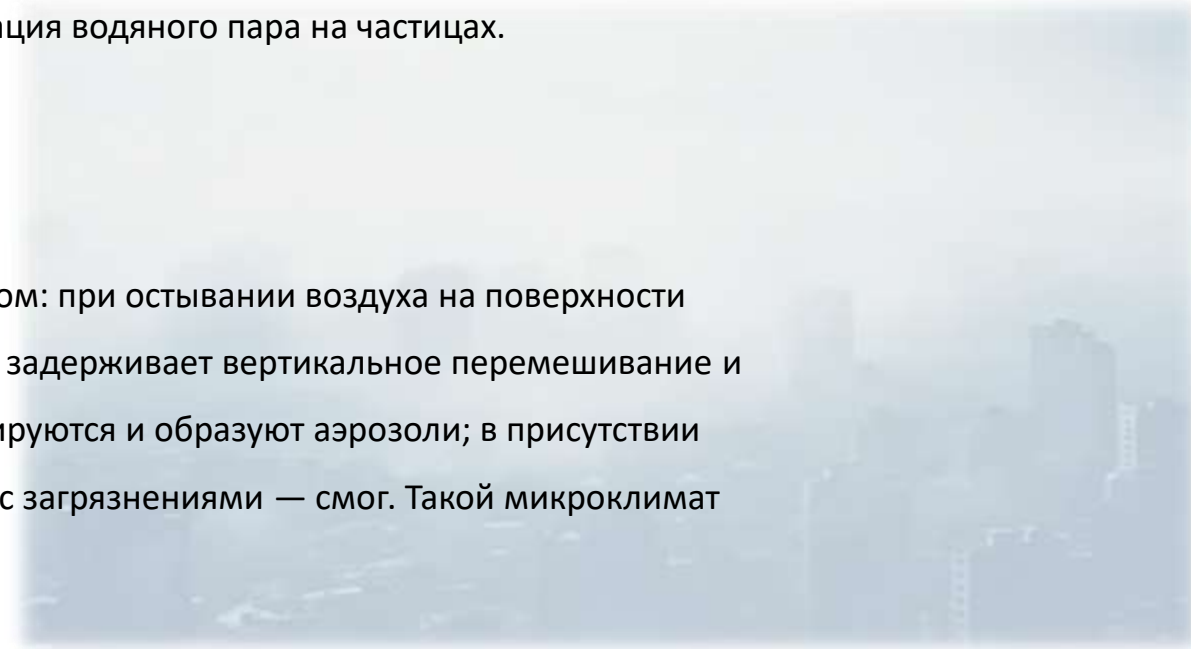 ация водяного пара на частицах.
ом: при остывании воздуха на поверхности
задерживает вертикальное перемешивание и
ируются и образуют аэрозоли; в присутствии
с загрязнениями — смог. Такой микроклимат